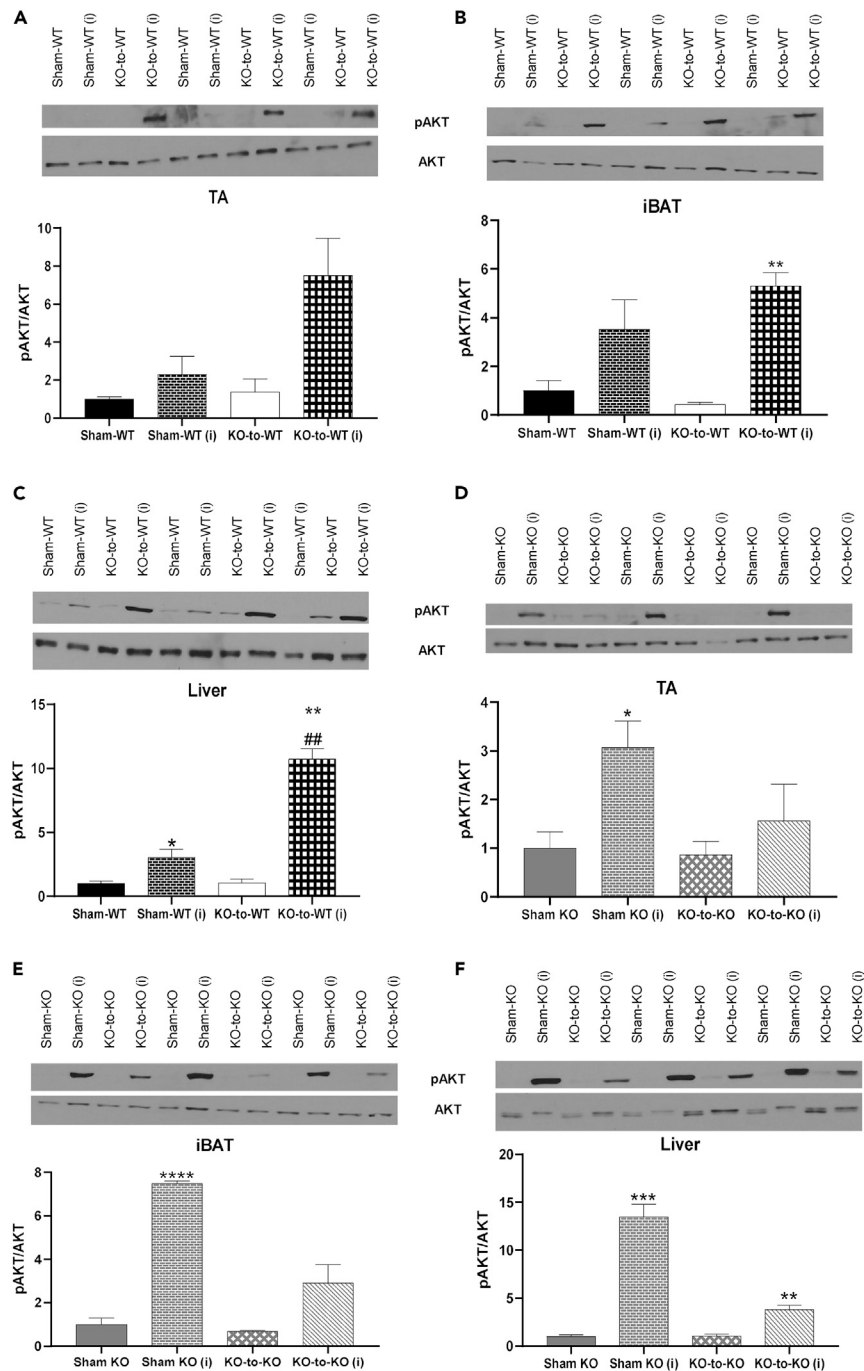 A
Sham-WT
Sham-WT (i)
KO-to-WT
KO-to-WT (i)
Sham-WT
Sham-WT (i)
KO-to-WT
KO-to-WT (i)
Sham-WT (i)
KO-to-WT
KO-to-WT (i)
pAKT
AKT
TA
pAKT/AKT
10
8
6
4
2
0
Sham-WT
Sham-WT (i)
KO-to-WT
KO-to-WT (i)
B
Sham-WT
Sham-WT (i)
KO-to-WT
KO-to-WT (i)
Sham-WT
Sham-WT (i)
KO-to-WT
KO-to-WT (i)
Sham-WT (i)
KO-to-WT
KO-to-WT (i)
iBAT
pAKT/AKT
8
6
4
2
0
**
Sham-WT
Sham-WT (i)
KO-to-WT
KO-to-WT (i)
C
Sham-WT
Sham-WT (i)
KO-to-WT
KO-to-WT (i)
Sham-WT
Sham-WT (i)
KO-to-WT
KO-to-WT (i)
Sham-WT (i)
KO-to-WT
KO-to-WT (i)
pAKT
AKT
Liver
pAKT/AKT
15
10
5
0
*
**
##
Sham-WT
Sham-WT (i)
KO-to-WT
KO-to-WT (i)
D
Sham-KO
Sham-KO (i)
KO-to-KO
KO-to-KO (i)
Sham-KO
Sham-KO (i)
KO-to-KO
KO-to-KO (i)
Sham-KO
Sham-KO (i)
KO-to-KO
KO-to-KO (i)
TA
pAKT/AKT
4
3
2
1
0
*
Sham KO
Sham KO (i)
KO-to-KO
KO-to-KO (i)
E
Sham-KO
Sham-KO (i)
KO-to-KO
KO-to-KO (i)
Sham-KO
Sham-KO (i)
KO-to-KO
KO-to-KO (i)
Sham-KO
Sham-KO (i)
KO-to-KO
KO-to-KO (i)
pAKT
AKT
iBAT
pAKT/AKT
8
6
4
2
0
****
Sham KO
Sham KO (i)
KO-to-KO
KO-to-KO (i)
F
Sham-KO
Sham-KO (i)
KO-to-KO
KO-to-KO (i)
Sham-KO
Sham-KO (i)
KO-to-KO
KO-to-KO (i)
Sham-KO
Sham-KO (i)
KO-to-KO
KO-to-KO (i)
Liver
pAKT/AKT
20
15
10
5
0
***
**
Sham KO
Sham KO (i)
KO-to-KO
KO-to-KO (i)